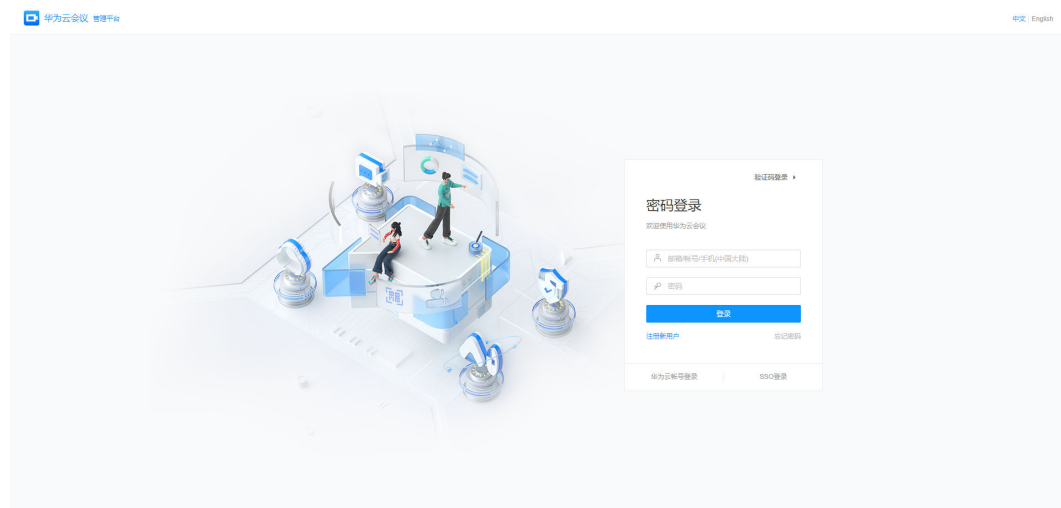 华为云会议 管理平台
中文 | English
验证码登录
密码登录
欢迎使用华为云会议
邮箱/帐号/手机(中国大陆)
密码
登录
注册新用户 忘记密码
华为云帐号登录 SSO登录